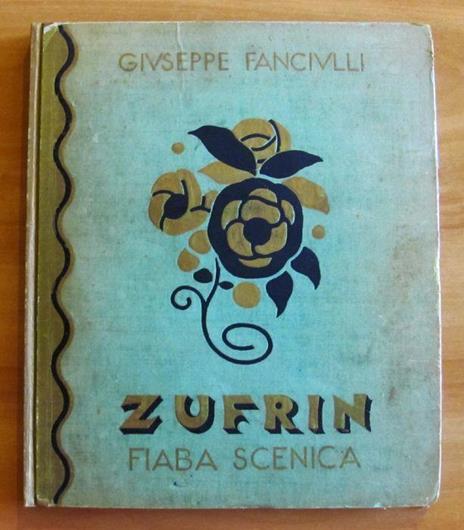 GIVSEPPE FANCIVLLI
ZUFRIN
FIABA SCENICA